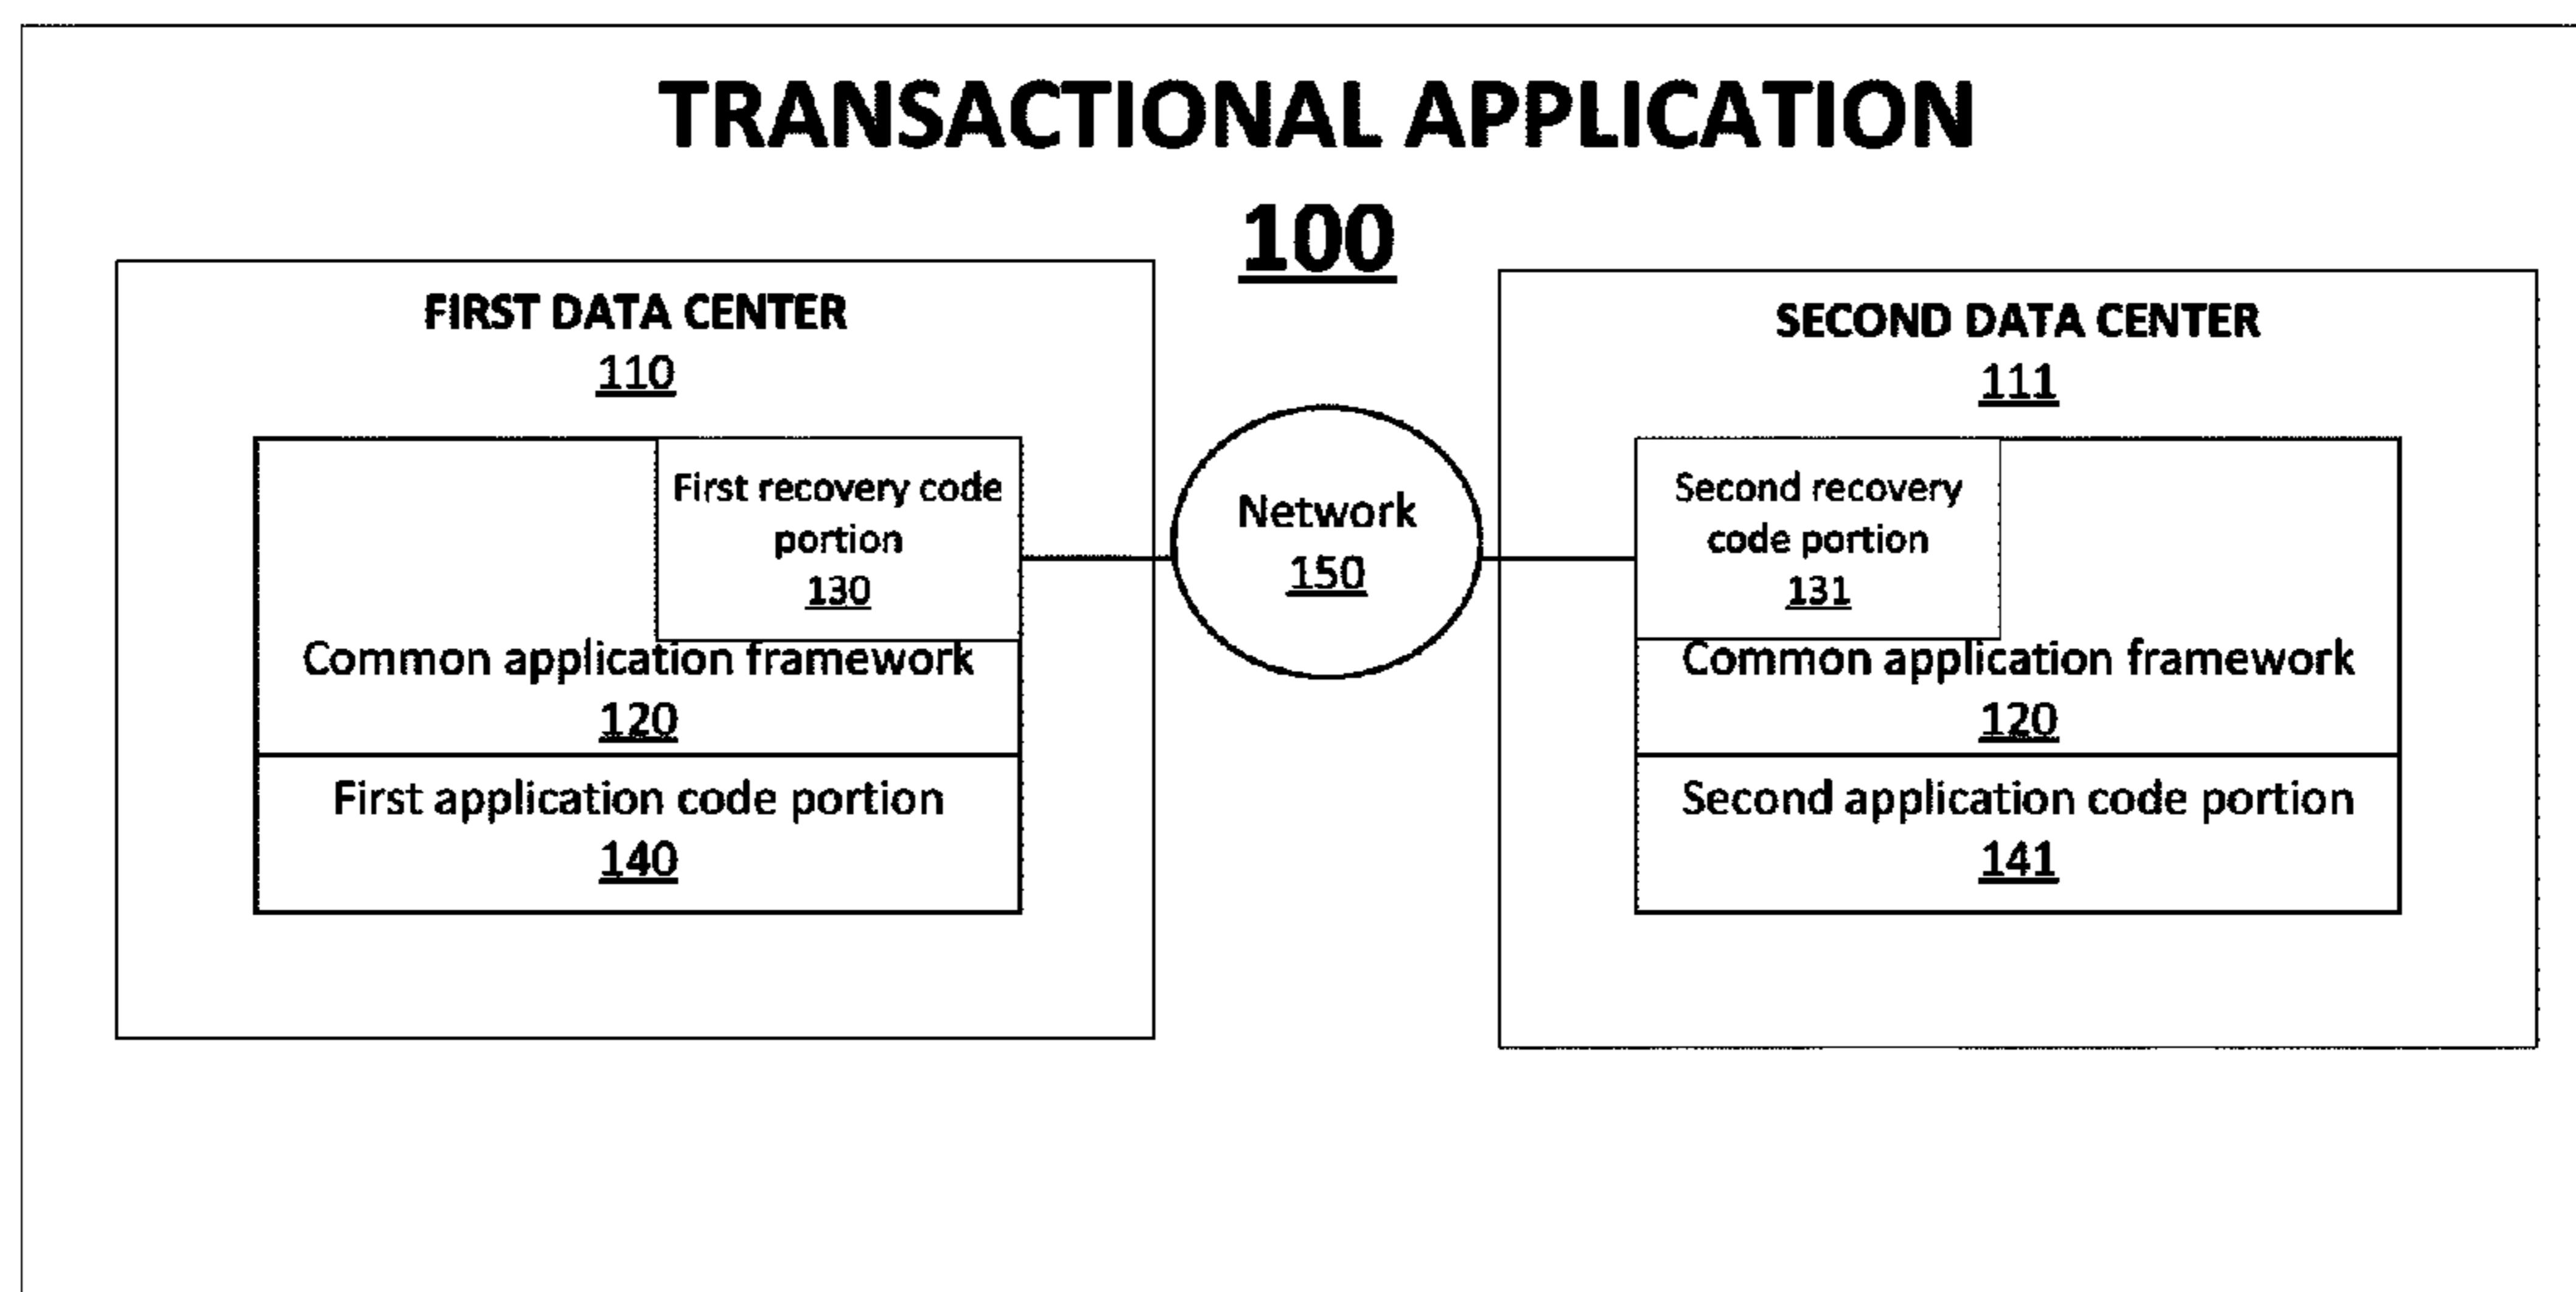 TRANSACTIONAL APPLICATION
100
FIRST DATA CENTER
110
First recovery code
portion
130
Common application framework
120
First application code portion
140
Network
150
SECOND DATA CENTER
111
Second recovery
code portion
131
Common application framework
120
Second application code portion
141